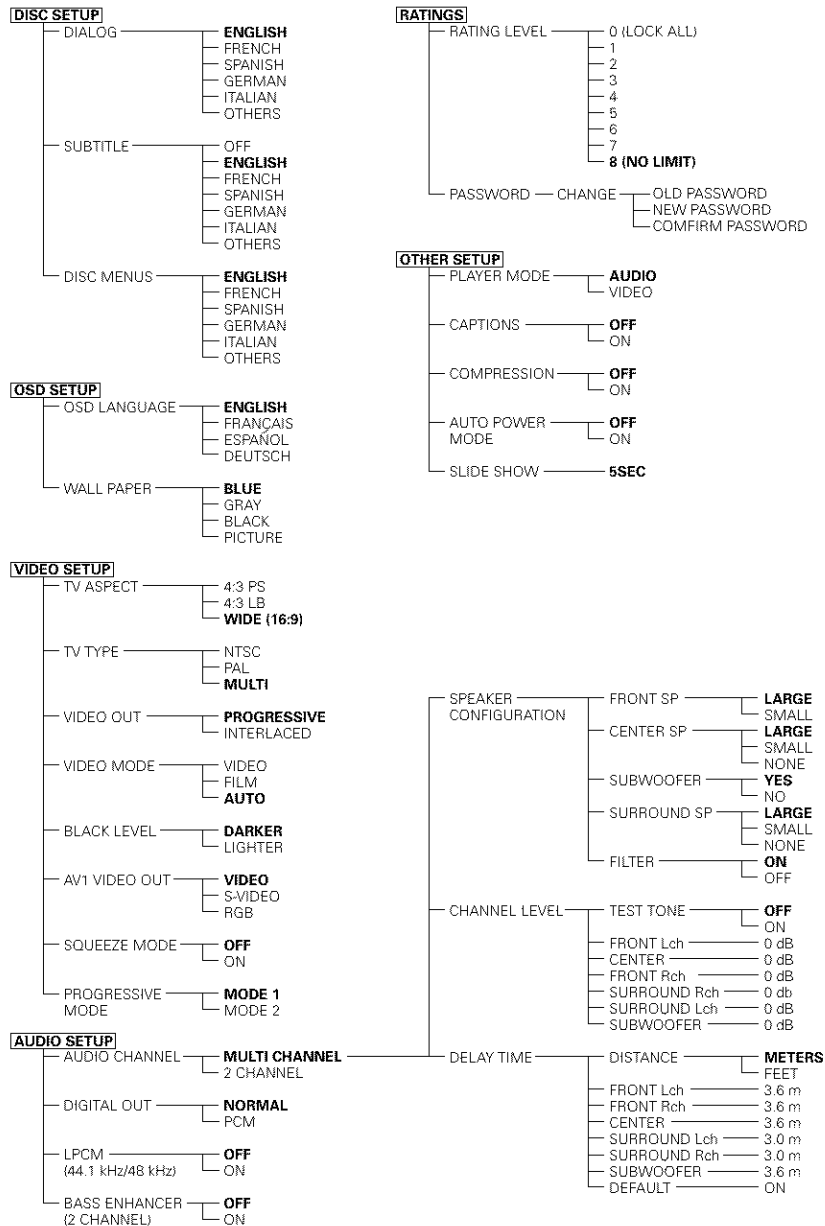 DISC SETUP
DIALOG
ENGLISH
FRENCH
SPANISH
GERMAN
ITALIAN
OTHERS
SUBTITLE
OFF
ENGLISH
FRENCH
SPANISH
GERMAN
ITALIAN
OTHERS
DISC MENUS
ENGLISH
FRENCH
SPANISH
GERMAN
ITALIAN
OTHERS
OSD SETUP
OSD LANGUAGE
ENGLISH
FRANÇAIS
ESPAÑOL
DEUTSCH
WALL PAPER
BLUE
GRAY
BLACK
PICTURE
VIDEO SETUP
TV ASPECT
4:3 PS
4:3 LB
WIDE (16:9)
TV TYPE
NTSC
PAL
MULTI
VIDEO OUT
PROGRESSIVE
INTERLACED
VIDEO MODE
VIDEO
FILM
AUTO
BLACK LEVEL
DARKER
LIGHTER
AV1 VIDEO OUT
VIDEO
S-VIDEO
RGB
SQUEEZE MODE
OFF
ON
PROGRESSIVE
MODE
MODE 1
MODE 2
AUDIO SETUP
AUDIO CHANNEL
MULTI CHANNEL
2 CHANNEL
DIGITAL OUT
NORMAL
PCM
LPCM
(44.1 kHz/48 kHz)
OFF
ON
BASS ENHANCER
(2 CHANNEL)
OFF
ON
RATINGS
RATING LEVEL
0 (LOCK ALL)
1
2
3
4
5
6
7
8 (NO LIMIT)
PASSWORD
CHANGE
OLD PASSWORD
NEW PASSWORD
COMFIRM PASSWORD
OTHER SETUP
PLAYER MODE
AUDIO
VIDEO
CAPTIONS
OFF
ON
COMPRESSION
OFF
ON
AUTO POWER
MODE
OFF
ON
SLIDE SHOW
5SEC
SPEAKER
CONFIGURATION
FRONT SP
LARGE
SMALL
CENTER SP
LARGE
SMALL
NONE
SUBWOOFER
YES
NO
SURROUND SP
LARGE
SMALL
NONE
FILTER
ON
OFF
CHANNEL LEVEL
TEST TONE
OFF
ON
FRONT Lch 0 dB
CENTER 0 dB
FRONT Rch 0 dB
SURROUND Rch 0 db
SURROUND Lch 0 dB
SUBWOOFER 0 dB
DELAY TIME
DISTANCE
METERS
FEET
FRONT Lch 3.6 m
FRONT Rch 3.6 m
CENTER 3.6 m
SURROUND Lch 3.0 m
SURROUND Rch 3.0 m
SUBWOOFER 3.6 m
DEFAULT ON